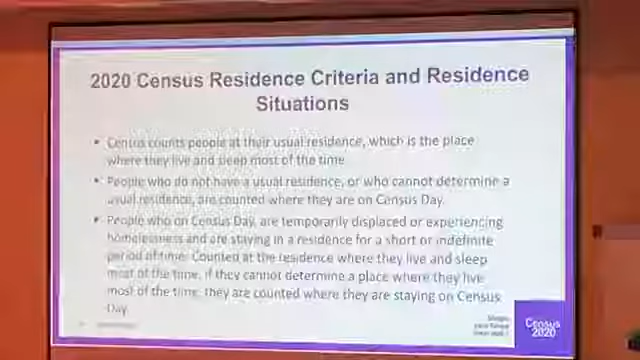 2020 Census Residence Criteria and Residence
Situations
• Census counts people at their usual residence, which is the place
where they live and sleep most of the time.
• People who do not have a usual residence, or who cannot determine a
usual residence, are counted where they are on Census Day.
• People who on Census Day, are temporarily displaced or experiencing
homelessness and are staying in a residence for a short or indefinite
period of time. Counted at the residence where they live and sleep
most of the time, if they cannot determine a place where they live
most of the time, they are counted where they are staying on Census
Day.
Census
2020